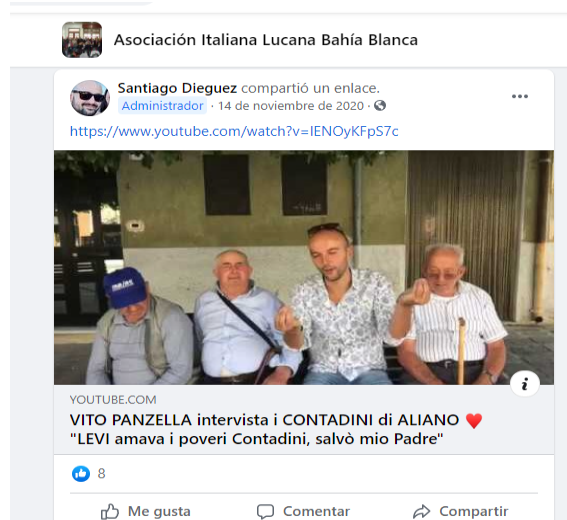 Asociación Italiana Lucana Bahía Blanca
Santiago Dieguez compartió un enlace.
Administrador · 14 de noviembre de 2020 ·
https://www.youtube.com/watch?v=IENOyKFpS7c
YOUTUBE.COM
VITO PANZELLA intervista i CONTADINI di ALIANO ❤️
"LEVI amava i poveri Contadini, salvò mio Padre"
8
Me gusta
Comentar
Compartir